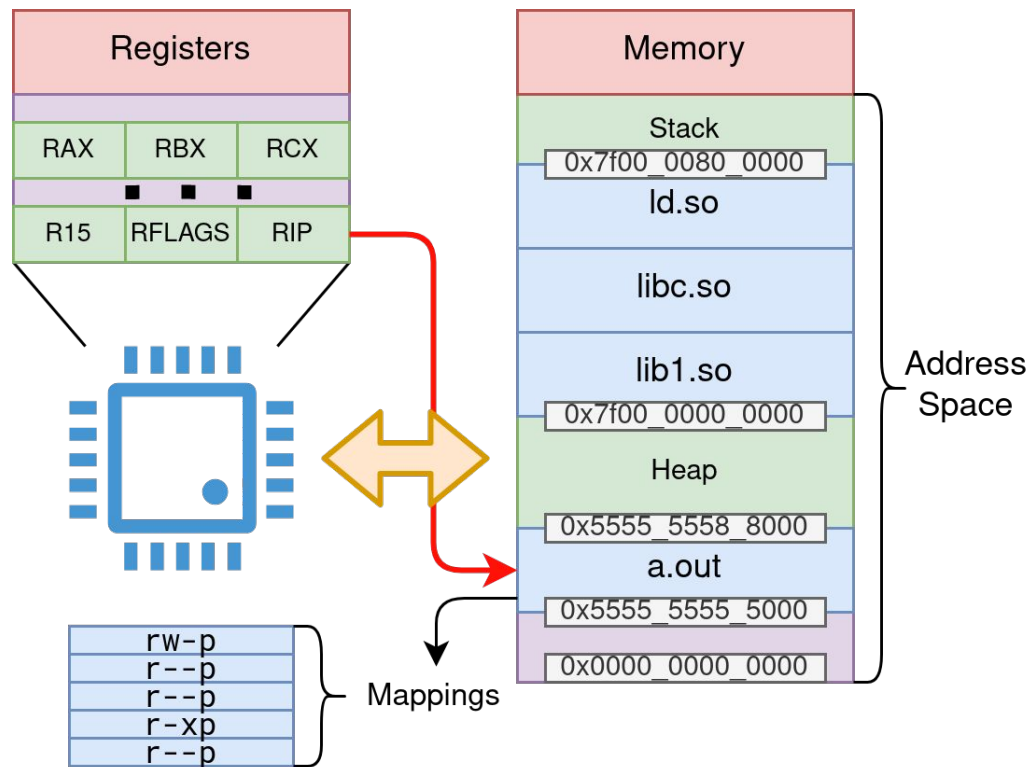 Registers
RAX RBX RCX
R15 RFLAGS RIP
Memory
Stack
0x7f00_0080_0000
ld.so
libc.so
lib1.so
0x7f00_0000_0000
Heap
0x5555_5558_8000
a.out
0x5555_5555_5000
0x0000_0000_0000
Address
Space
rw-p
r--p
r--p
r-xp
r--p
Mappings